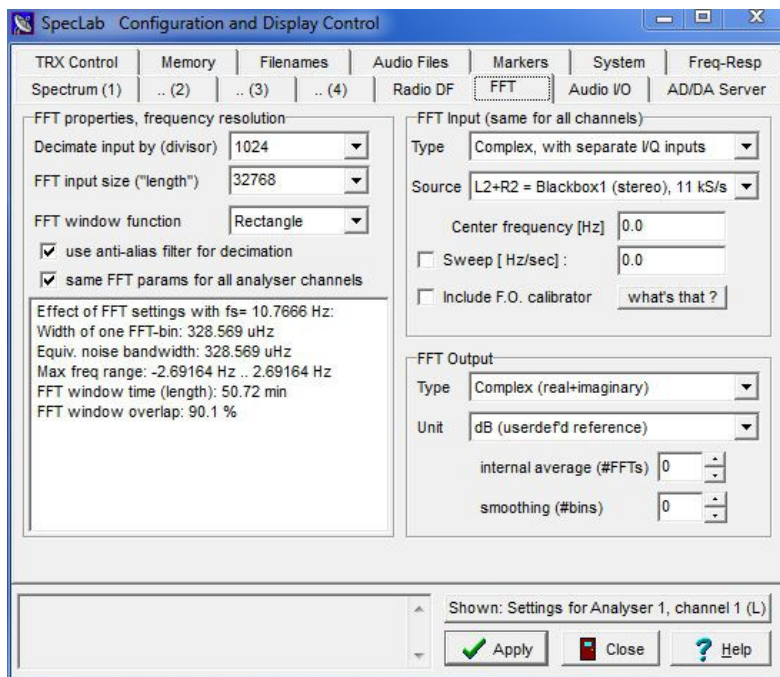 SpecLab Configuration and Display Control
TRX Control Memory Filenames Audio Files Markers System Freq-Resp
Spectrum (1) .. (2) .. (3) .. (4) Radio DF FFT Audio I/O AD/DA Server
FFT properties, frequency resolution
Decimate input by (divisor) 1024
FFT input size ("length") 32768
FFT window function Rectangle
use anti-alias filter for decimation
same FFT params for all analyser channels
Effect of FFT settings with fs= 10.7666 Hz:
Width of one FFT-bin: 328.569 uHz
Equiv. noise bandwidth: 328.569 uHz
Max freq range: -2.69164 Hz .. 2.69164 Hz
FFT window time (length): 50.72 min
FFT window overlap: 90.1 %
FFT Input (same for all channels)
Type Complex, with separate I/Q inputs
Source L2+R2 = Blackbox1 (stereo), 11 kS/s
Center frequency [Hz] 0.0
Sweep [ Hz/sec] : 0.0
Include F.O. calibrator what's that ?
FFT Output
Type Complex (real+imaginary)
Unit dB (userdef'd reference)
internal average (#FFTs) 0
smoothing (#bins) 0
Shown: Settings for Analyser 1, channel 1 (L)
Apply Close Help